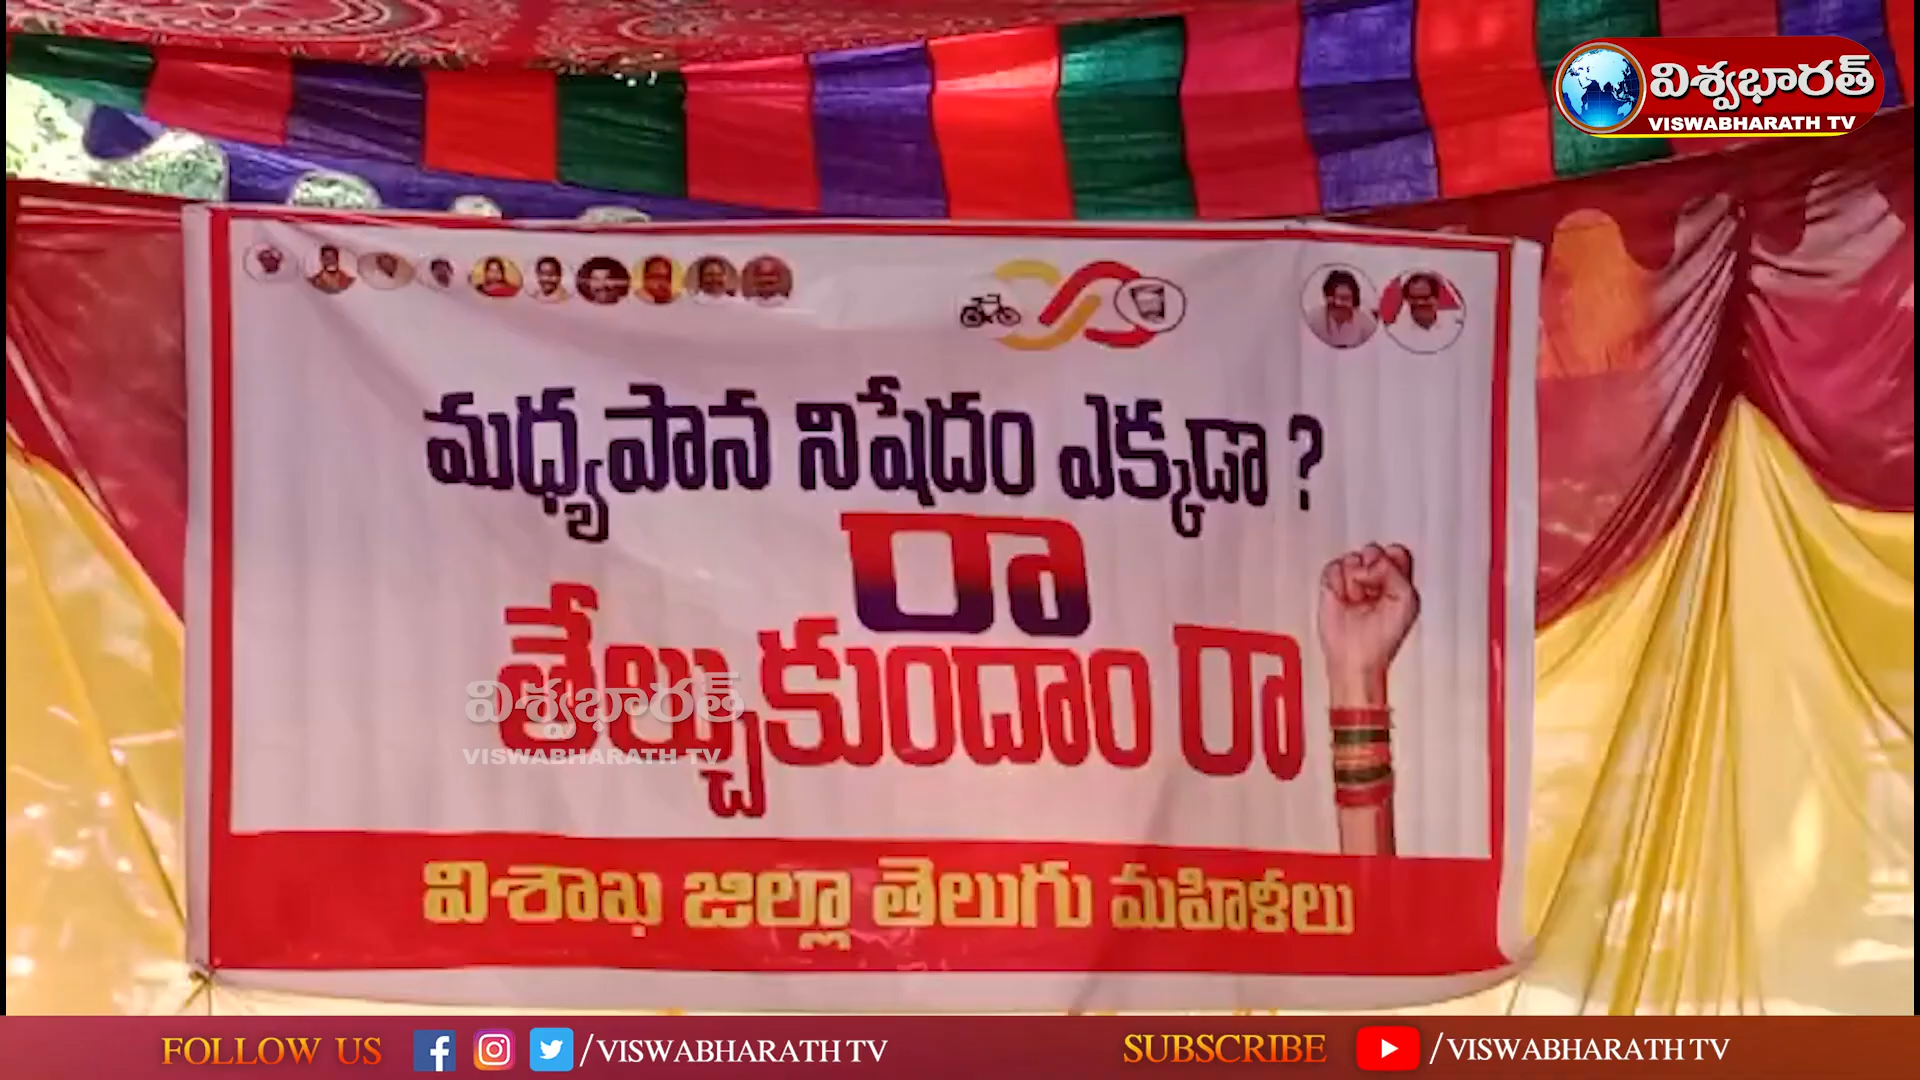 విశ్వభారత్
VISWABHARATH TV
మధ్యపాన నిషేదం ఎక్కడా ?
రా
తేల్చుకుందాం రా
విశ్వభారత్
VISWABHARATH TV
విశాఖ జిల్లా తెలుగు మహిళలు
FOLLOW US /VISWABHARATH TV SUBSCRIBE /VISWABHARATH TV